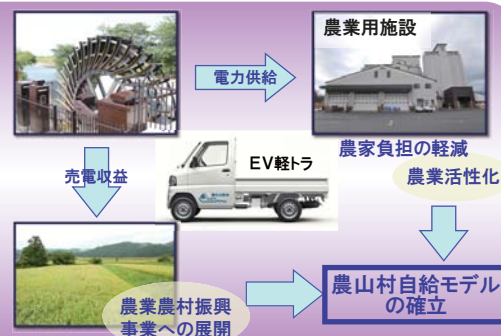 農業用施設
電力供給
農家負担の軽減
EV軽トラ
売電収益
農業活性化
農業農村振興
事業への展開
農山村自給モデル
の確立